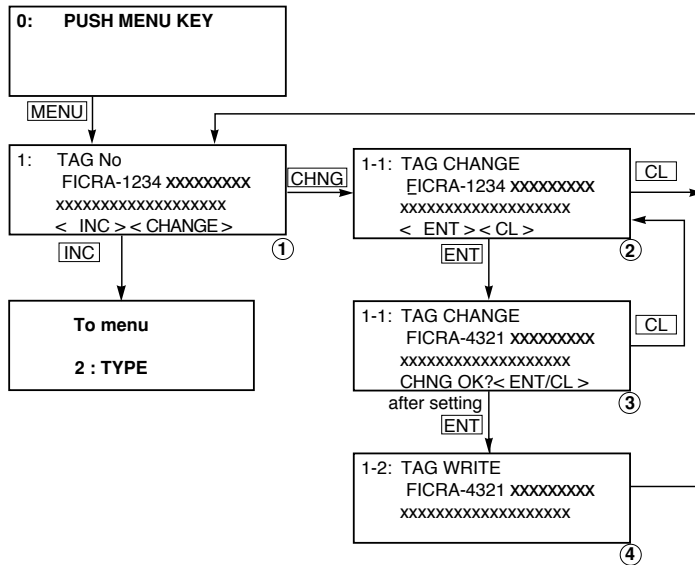 0: PUSH MENU KEY
MENU
1: TAG No
FICRA-1234 xxxxxxxxx
xxxxxxxxxxxxxxxxxxx
< INC > < CHANGE >
1
CHNG
1-1: TAG CHANGE
FICRA-1234 xxxxxxxxx
xxxxxxxxxxxxxxxxxxx
< ENT > < CL >
2
CL
INC
To menu
2 : TYPE
ENT
1-1: TAG CHANGE
FICRA-4321 xxxxxxxxx
xxxxxxxxxxxxxxxxxxx
CHNG OK?< ENT/CL >
3
CL
after setting
ENT
1-2: TAG WRITE
FICRA-4321 xxxxxxxxx
xxxxxxxxxxxxxxxxxxx
4